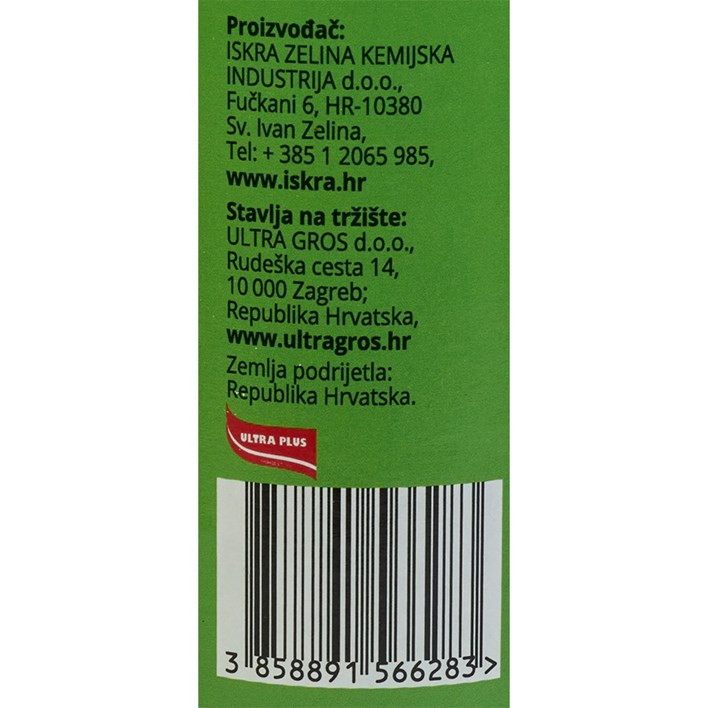 Proizvođač:
ISKRA ZELINA KEMIJSKA
INDUSTRIJA d.o.o.,
Fučkani 6, HR-10380
Sv. Ivan Zelina,
Tel: + 385 1 2065 985,
www.iskra.hr
Stavlja na tržište:
ULTRA GROS d.o.o.,
Rudeška cesta 14,
10 000 Zagreb;
Republika Hrvatska,
www.ultragros.hr
Zemlja podrijetla:
Republika Hrvatska.
ULTRA PLUS
3 858891 566283 >